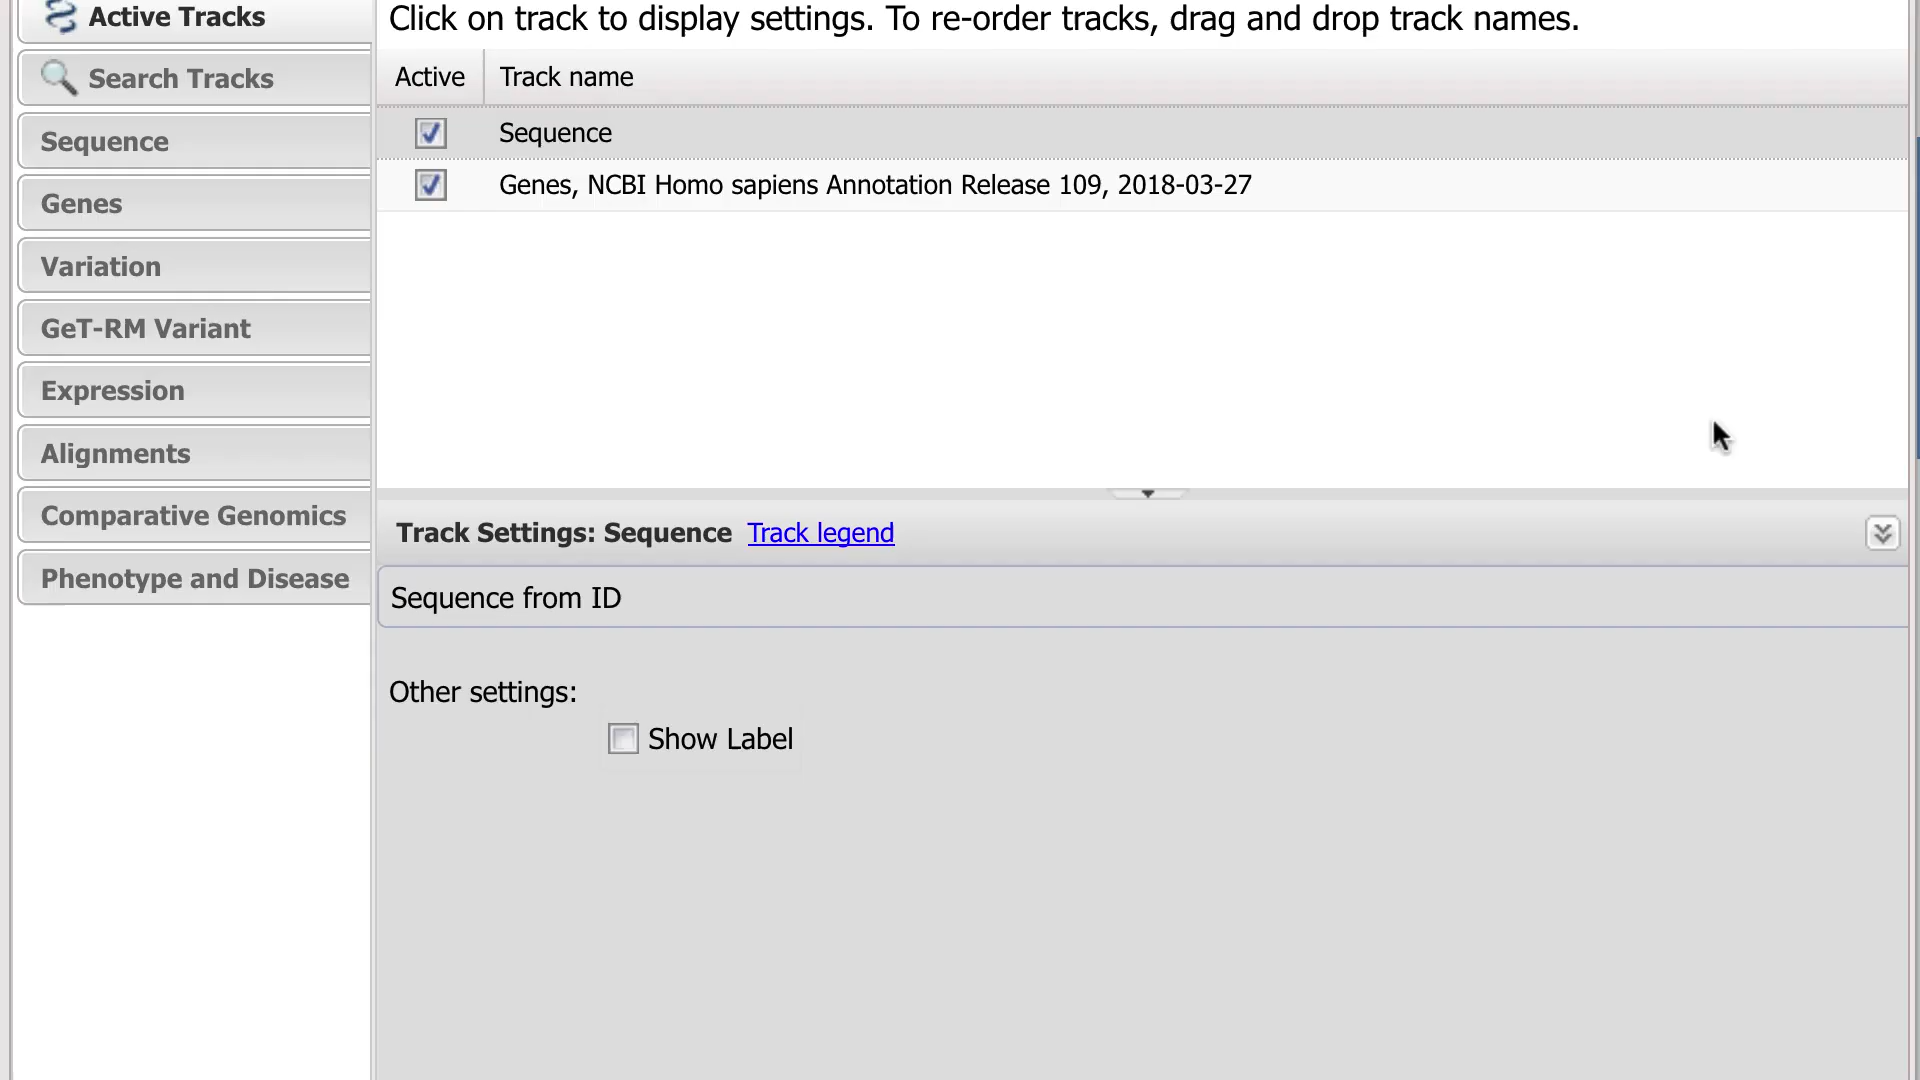 Active Tracks
Search Tracks
Sequence
Genes
Variation
GeT-RM Variant
Expression
Alignments
Comparative Genomics
Phenotype and Disease
Click on track to display settings. To re-order tracks, drag and drop track names.
Active Track name
Sequence
Genes, NCBI Homo sapiens Annotation Release 109, 2018-03-27
Track Settings: Sequence Track legend
Sequence from ID
Other settings:
Show Label